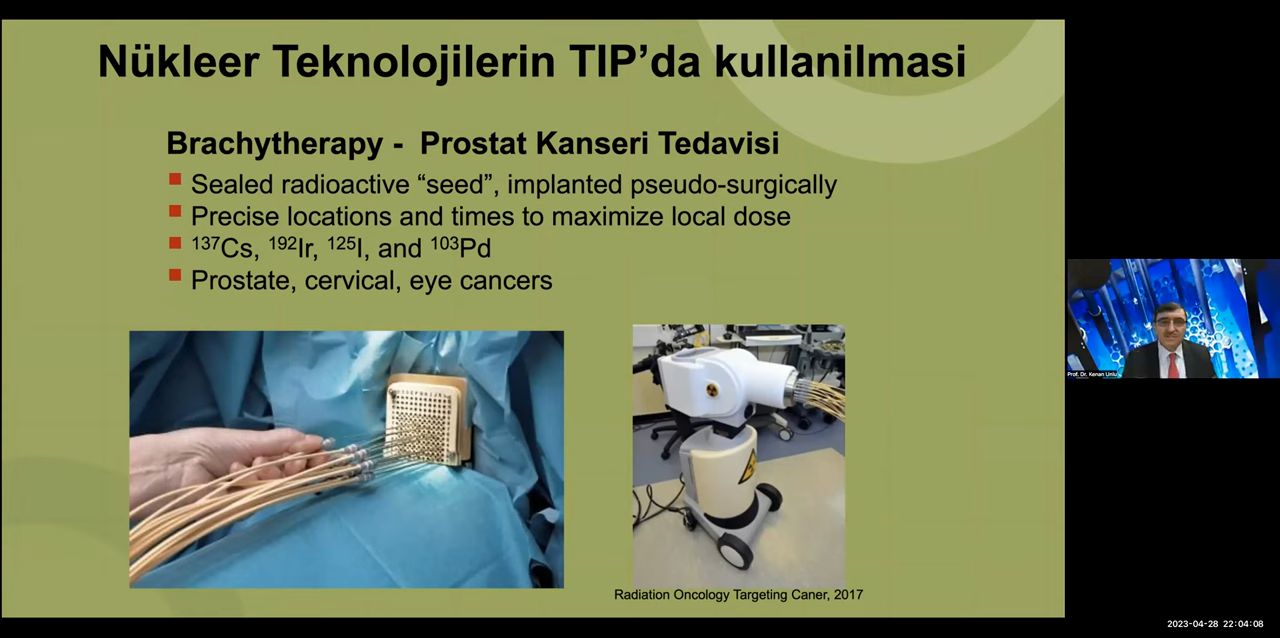 Nükleer Teknolojilerin TIP’da kullanilmasi
Brachytherapy - Prostat Kanseri Tedavisi
Sealed radioactive “seed”, implanted pseudo-surgically
Precise locations and times to maximize local dose
¹³⁷Cs, ¹⁹²Ir, ¹²⁵I, and ¹⁰³Pd
Prostate, cervical, eye cancers
Radiation Oncology Targeting Caner, 2017
Prof. Dr. Kenan Unlu
2023-04-28 22:04:08